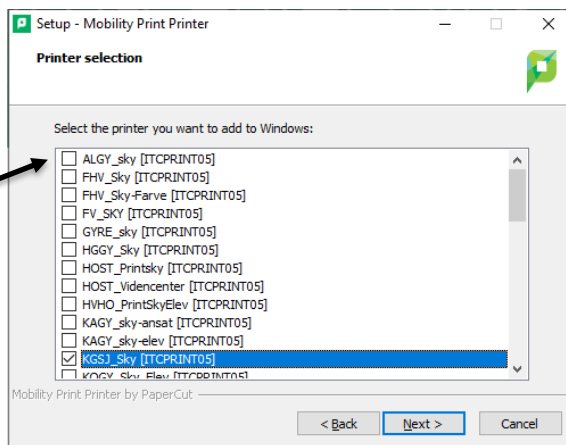 Setup - Mobility Print Printer
Printer selection
Select the printer you want to add to Windows:
ALGY_sky [ITCPRINT05]
FHV_Sky [ITCPRINT05]
FHV_Sky-Farve [ITCPRINT05]
FV_SKY [ITCPRINT05]
GYRE_sky [ITCPRINT05]
HGGY_Sky [ITCPRINT05]
HOST_Printsky [ITCPRINT05]
HOST_Videncenter [ITCPRINT05]
HVHO_PrintSkyElev [ITCPRINT05]
KAGY_sky-ansat [ITCPRINT05]
KAGY_sky-elev [ITCPRINT05]
KGSJ_Sky [ITCPRINT05]
KOGY_Sky_Elev [ITCPRINT05]
Mobility Print Printer by PaperCut
< Back
Next >
Cancel